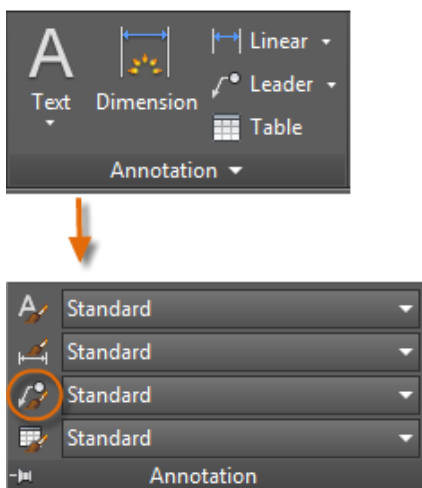 A
Text
Dimension
Linear
Leader
Table
Annotation
A Standard
Standard
Standard
Standard
Annotation